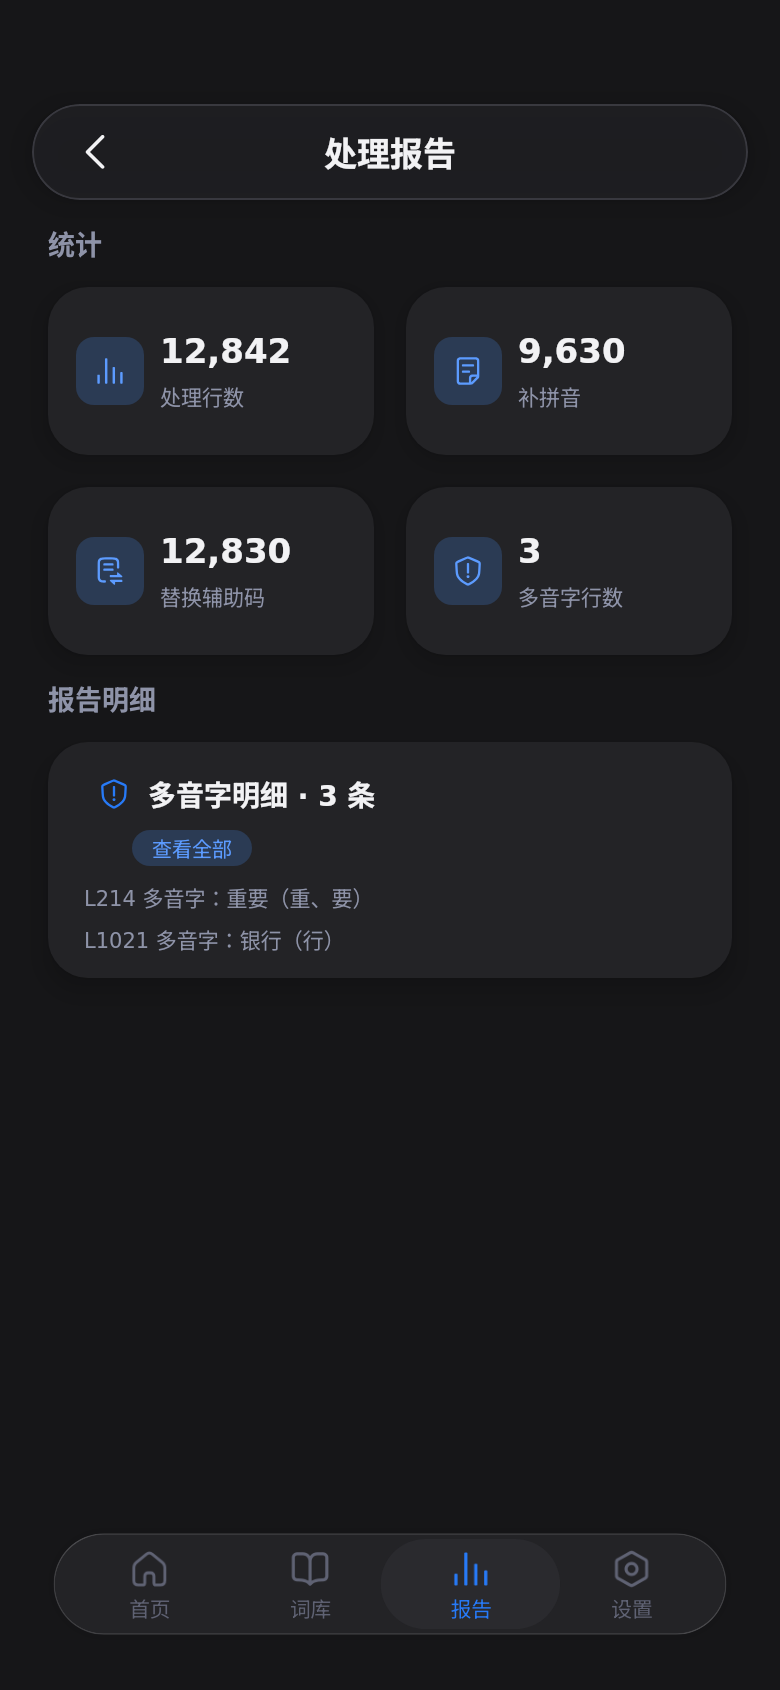 处理报告
统计
12,842
处理行数
9,630
补拼音
12,830
替换辅助码
3
多音字行数
报告明细
多音字明细 · 3 条
查看全部
L214 多音字：重要（重、要）
L1021 多音字：银行（行）
首页
词库
报告
设置